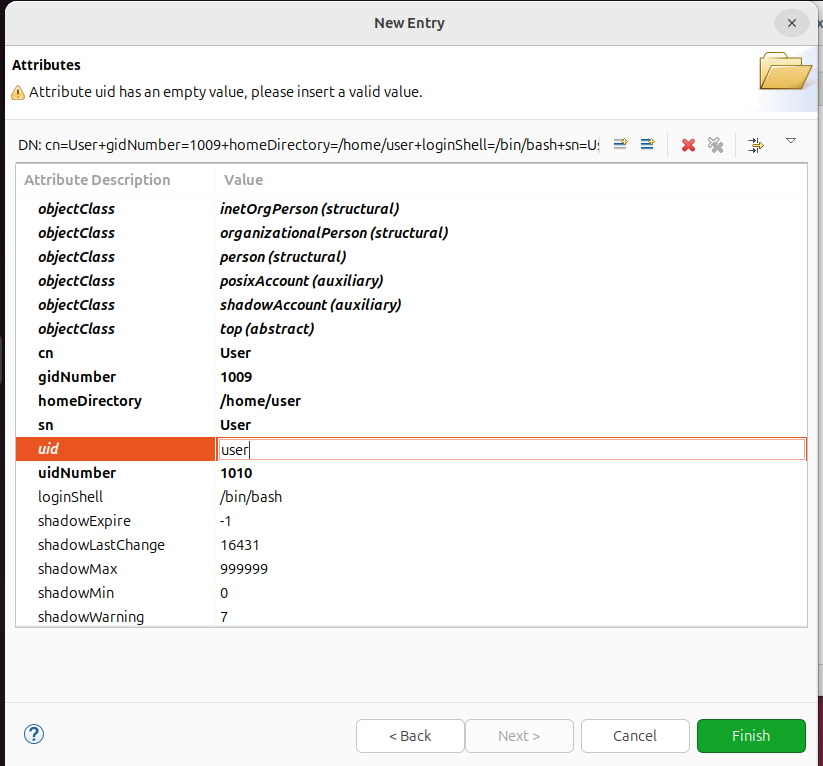 New Entry
Attributes
Attribute uid has an empty value, please insert a valid value.
DN: cn=User+gidNumber=1009+homeDirectory=/home/user+loginShell=/bin/bash+sn=Us
Attribute Description Value
objectClass inetOrgPerson (structural)
objectClass organizationalPerson (structural)
objectClass person (structural)
objectClass posixAccount (auxiliary)
objectClass shadowAccount (auxiliary)
objectClass top (abstract)
cn User
gidNumber 1009
homeDirectory /home/user
sn User
uid user
uidNumber 1010
loginShell /bin/bash
shadowExpire -1
shadowLastChange 16431
shadowMax 999999
shadowMin 0
shadowWarning 7
? < Back Next > Cancel Finish